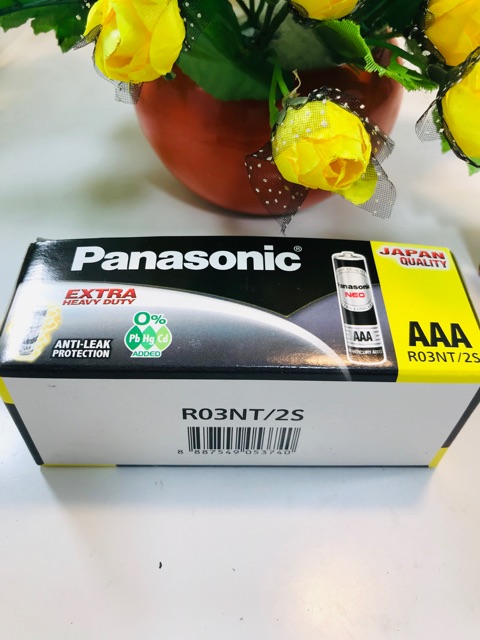 Panasonic®
JAPAN
QUALITY
EXTRA
HEAVY DUTY
Panasonic
NEO
AAA
AAA
R03NT/2S
0%
Pb Hg Cd
ADDED
ANTI-LEAK
PROTECTION
R03NT/2S
8 887549 053740